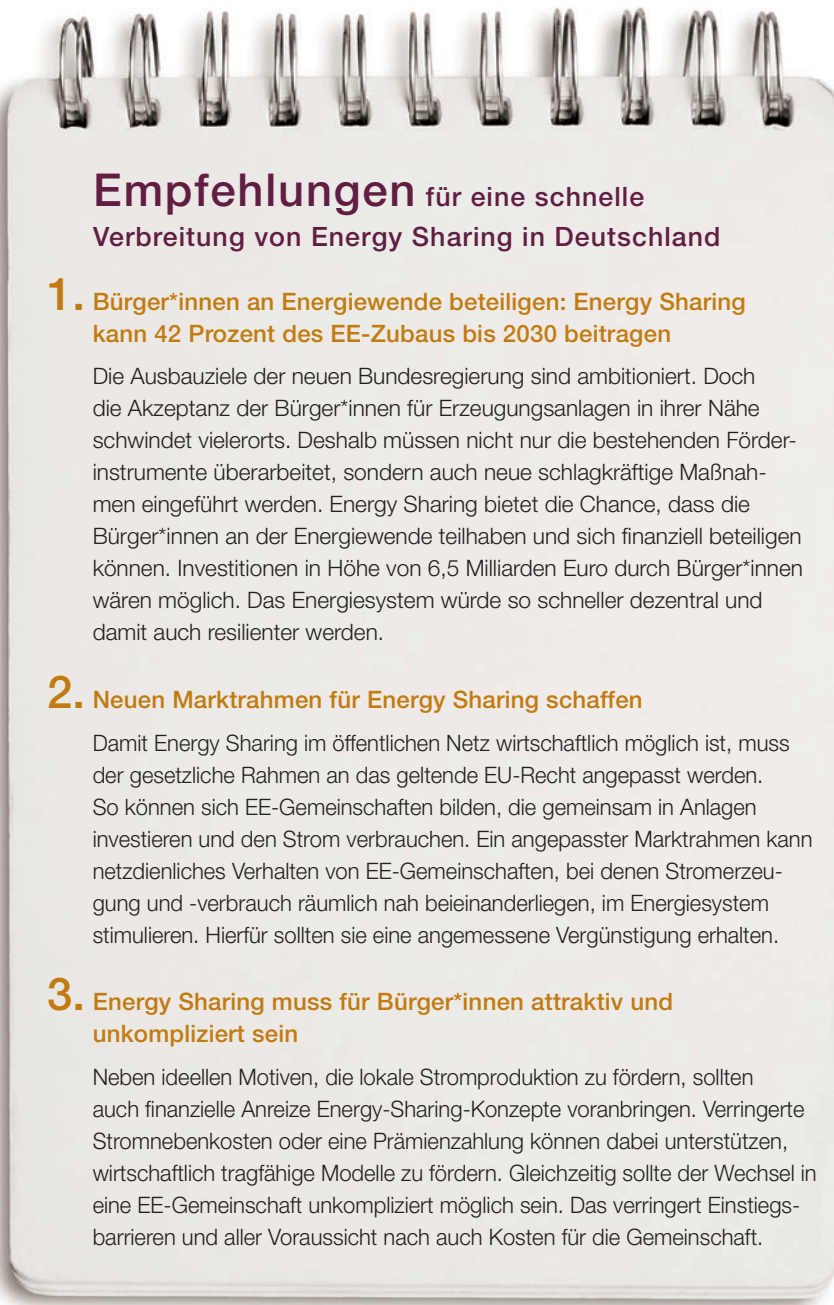 Empfehlungen für eine schnelle
Verbreitung von Energy Sharing in Deutschland
1. Bürger*innen an Energiewende beteiligen: Energy Sharing
kann 42 Prozent des EE-Zubaus bis 2030 beitragen
Die Ausbauziele der neuen Bundesregierung sind ambitioniert. Doch
die Akzeptanz der Bürger*innen für Erzeugungsanlagen in ihrer Nähe
schwindet vielerorts. Deshalb müssen nicht nur die bestehenden Förder-
instrumente überarbeitet, sondern auch neue schlagkräftige Maßnah-
men eingeführt werden. Energy Sharing bietet die Chance, dass die
Bürger*innen an der Energiewende teilhaben und sich finanziell beteiligen
können. Investitionen in Höhe von 6,5 Milliarden Euro durch Bürger*innen
wären möglich. Das Energiesystem würde so schneller dezentral und
damit auch resilienter werden.
2. Neuen Marktrahmen für Energy Sharing schaffen
Damit Energy Sharing im öffentlichen Netz wirtschaftlich möglich ist, muss
der gesetzliche Rahmen an das geltende EU-Recht angepasst werden.
So können sich EE-Gemeinschaften bilden, die gemeinsam in Anlagen
investieren und den Strom verbrauchen. Ein angepasster Marktrahmen kann
netzdienliches Verhalten von EE-Gemeinschaften, bei denen Stromerzeu-
gung und -verbrauch räumlich nah beieinanderliegen, im Energiesystem
stimulieren. Hierfür sollten sie eine angemessene Vergünstigung erhalten.
3. Energy Sharing muss für Bürger*innen attraktiv und
unkompliziert sein
Neben ideellen Motiven, die lokale Stromproduktion zu fördern, sollten
auch finanzielle Anreize Energy-Sharing-Konzepte voranbringen. Verringerte
Stromnebenkosten oder eine Prämienzahlung können dabei unterstützen,
wirtschaftlich tragfähige Modelle zu fördern. Gleichzeitig sollte der Wechsel in
eine EE-Gemeinschaft unkompliziert möglich sein. Das verringert Einstiegs-
barrieren und aller Voraussicht nach auch Kosten für die Gemeinschaft.